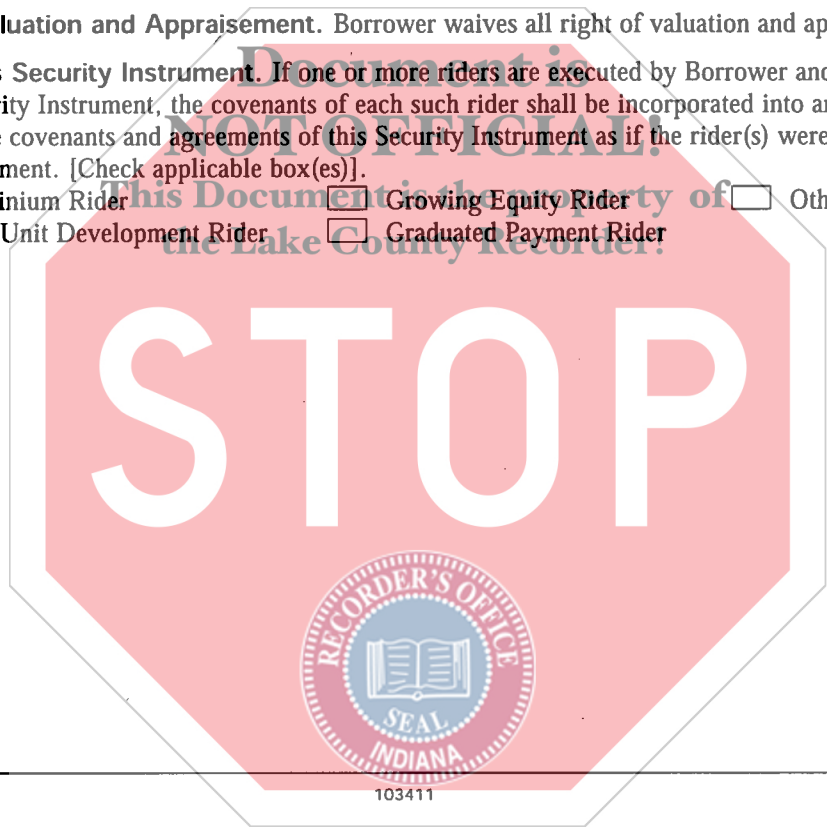 luation and Appraisement. Borrower waives all right of valuation and ap
Document is
s Security Instrument. If one or more riders are executed by Borrower and
rity Instrument, the covenants of each such rider shall be incorporated into an
NOT OFFICIAL!
e covenants and agreements of this Security Instrument as if the rider(s) were
ment. [Check applicable box(es)].
This Document is the property of
inium Rider Growing Equity Rider Oth
the Lake County Recorder!
Unit Development Rider Graduated Payment Rider
STOP
RECORDER'S OFFICE
SEAL
INDIANA
103411